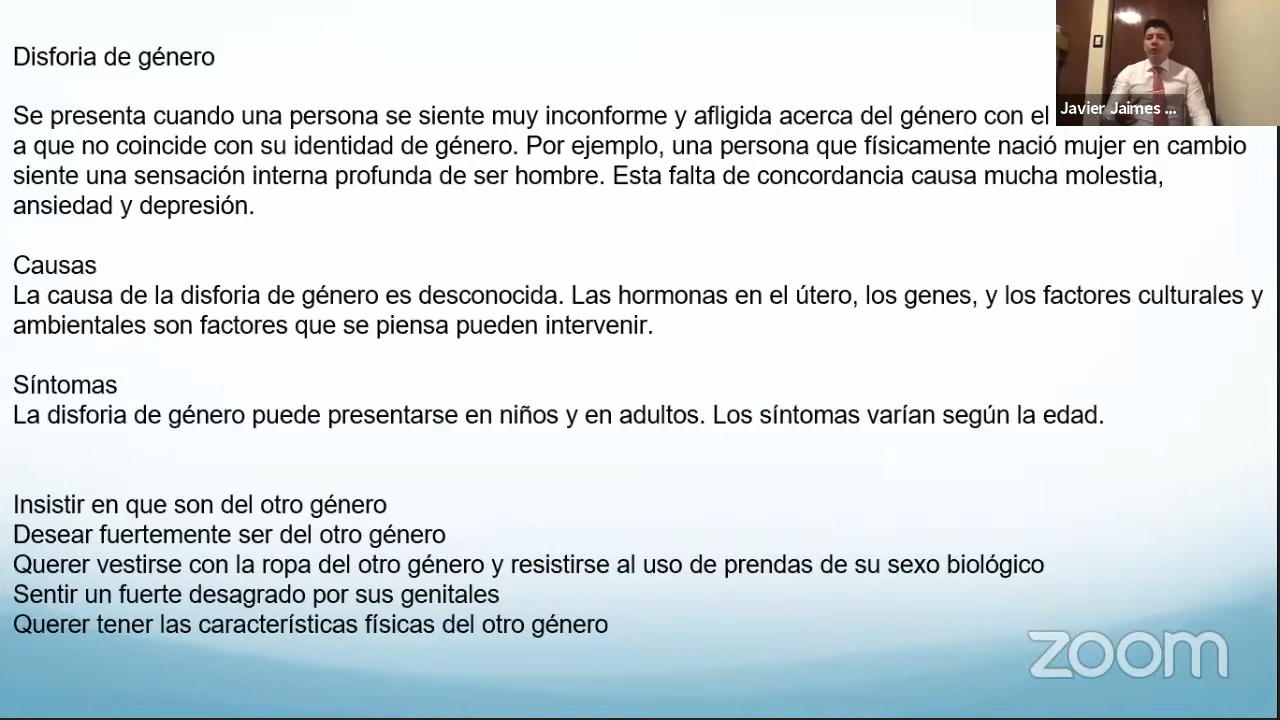 Disforia de género
Se presenta cuando una persona se siente muy inconforme y afligida acerca del género con el
a que no coincide con su identidad de género. Por ejemplo, una persona que físicamente nació mujer en cambio
siente una sensación interna profunda de ser hombre. Esta falta de concordancia causa mucha molestia,
ansiedad y depresión.
Causas
La causa de la disforia de género es desconocida. Las hormonas en el útero, los genes, y los factores culturales y
ambientales son factores que se piensa pueden intervenir.
Síntomas
La disforia de género puede presentarse en niños y en adultos. Los síntomas varían según la edad.
Insistir en que son del otro género
Desear fuertemente ser del otro género
Querer vestirse con la ropa del otro género y resistirse al uso de prendas de su sexo biológico
Sentir un fuerte desagrado por sus genitales
Querer tener las características físicas del otro género
Javier Jaimes ...
zoom